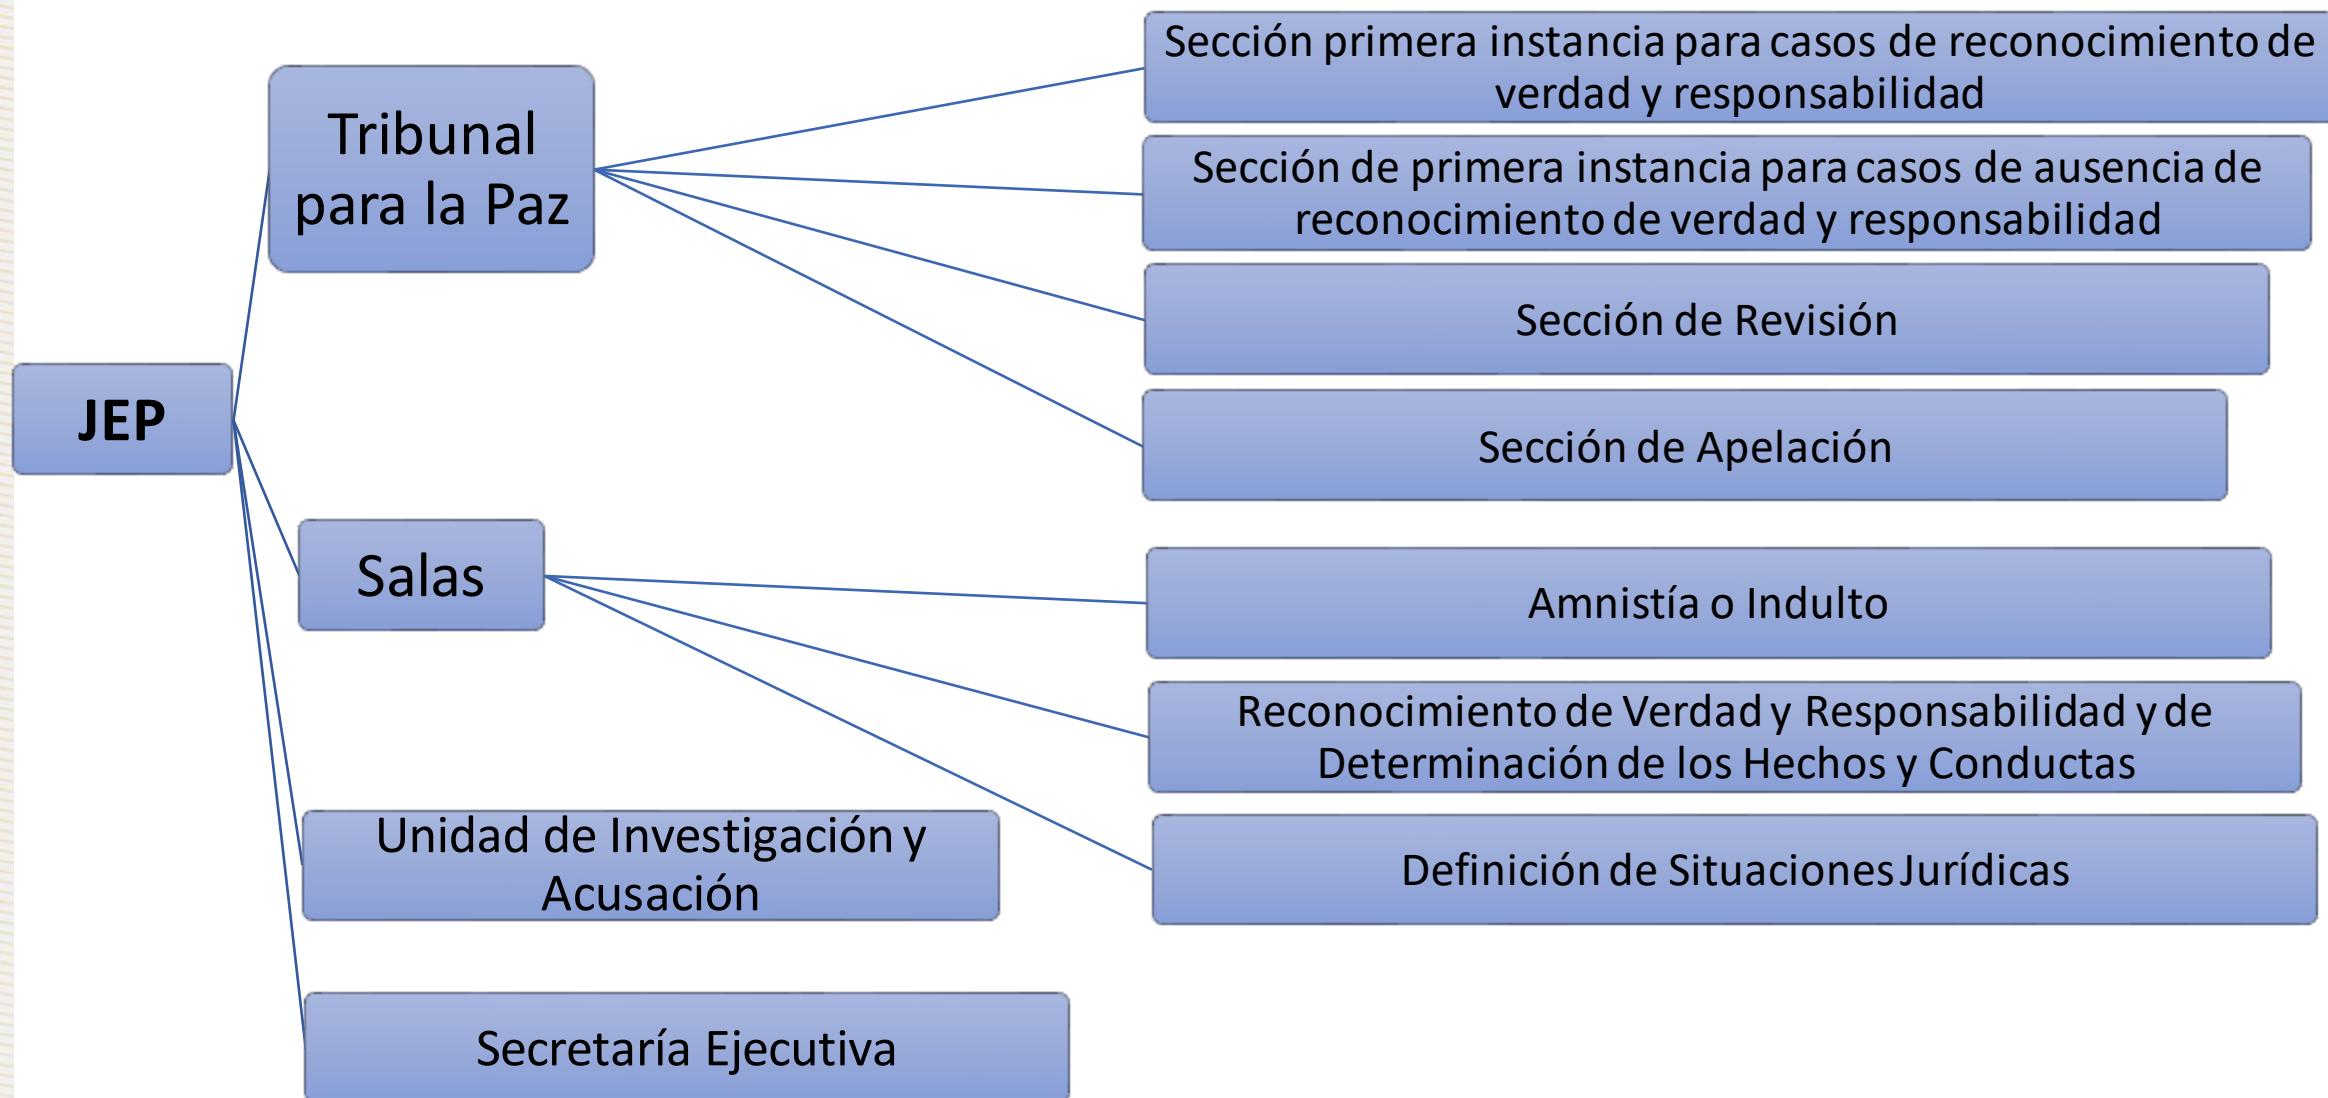 JEP
Tribunal
para la Paz
Sección primera instancia para casos de reconocimiento de
verdad y responsabilidad
Sección de primera instancia para casos de ausencia de
reconocimiento de verdad y responsabilidad
Sección de Revisión
Sección de Apelación
Salas
Amnistía o Indulto
Reconocimiento de Verdad y Responsabilidad y de
Determinación de los Hechos y Conductas
Definición de Situaciones Jurídicas
Unidad de Investigación y
Acusación
Secretaría Ejecutiva